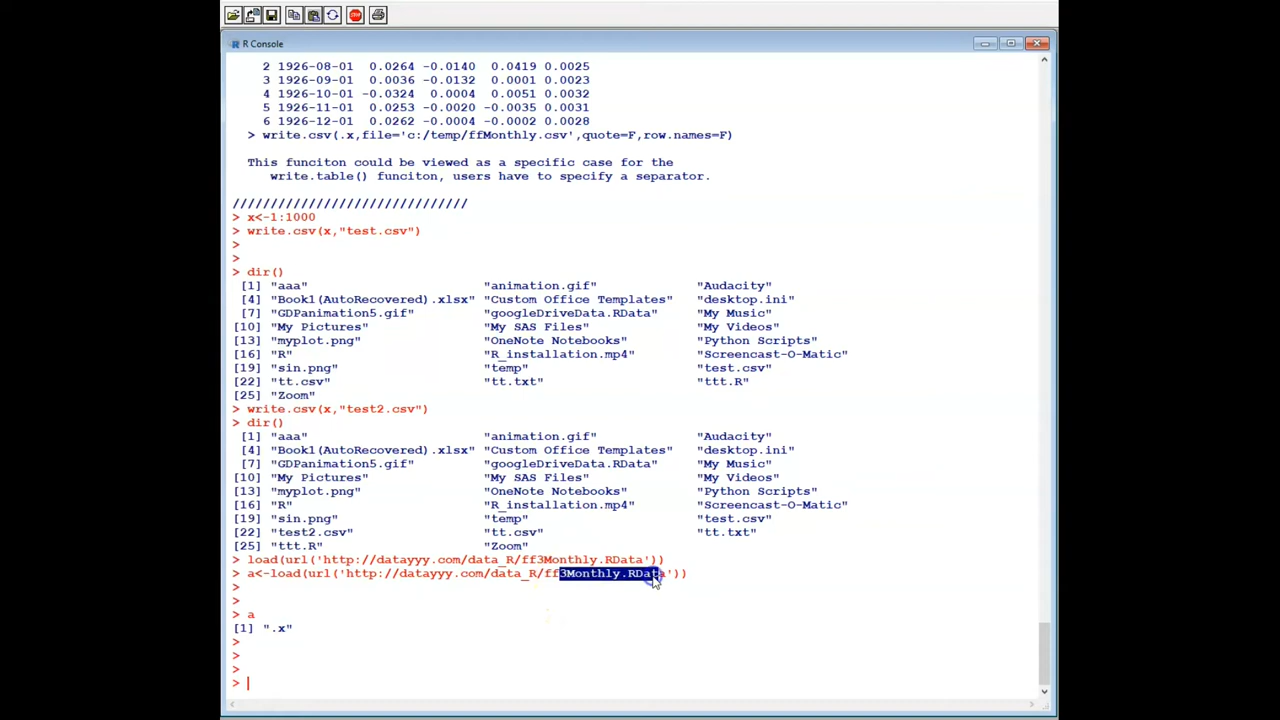 STOP
R R Console
2 1926-08-01 0.0264 -0.0140 0.0419 0.0025
3 1926-09-01 0.0036 -0.0132 0.0001 0.0023
4 1926-10-01 -0.0324 0.0004 0.0051 0.0032
5 1926-11-01 0.0253 -0.0020 -0.0035 0.0031
6 1926-12-01 0.0262 -0.0004 -0.0002 0.0028
> write.csv(.x,file='c:/temp/ffMonthly.csv',quote=F,row.names=F)
This funciton could be viewed as a specific case for the
write.table() funciton, users have to specify a separator.
///////////////////////////////
> x<-1:1000
> write.csv(x,"test.csv")
>
>
> dir()
[1] "aaa" "animation.gif" "Audacity"
[4] "Book1(AutoRecovered).xlsx" "Custom Office Templates" "desktop.ini"
[7] "GDPanimation5.gif" "googleDriveData.RData" "My Music"
[10] "My Pictures" "My SAS Files" "My Videos"
[13] "myplot.png" "OneNote Notebooks" "Python Scripts"
[16] "R" "R_installation.mp4" "Screencast-O-Matic"
[19] "sin.png" "temp" "test.csv"
[22] "tt.csv" "tt.txt" "ttt.R"
[25] "Zoom"
> write.csv(x,"test2.csv")
> dir()
[1] "aaa" "animation.gif" "Audacity"
[4] "Book1(AutoRecovered).xlsx" "Custom Office Templates" "desktop.ini"
[7] "GDPanimation5.gif" "googleDriveData.RData" "My Music"
[10] "My Pictures" "My SAS Files" "My Videos"
[13] "myplot.png" "OneNote Notebooks" "Python Scripts"
[16] "R" "R_installation.mp4" "Screencast-O-Matic"
[19] "sin.png" "temp" "test.csv"
[22] "test2.csv" "tt.csv" "tt.txt"
[25] "ttt.R" "Zoom"
> load(url('http://datayyy.com/data_R/ff3Monthly.RData'))
> a<-load(url('http://datayyy.com/data_R/ff3Monthly.RData'))
>
>
> a
[1] ".x"
>
>
>
>